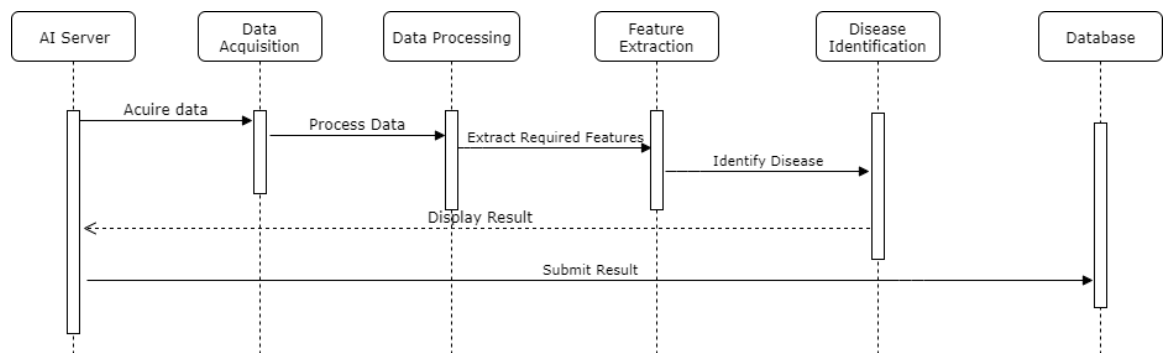 AI Server
Data
Acquisition
Data Processing
Feature
Extraction
Disease
Identification
Database
Acuire data
Process Data
Extract Required Features
Identify Disease
Display Result
Submit Result